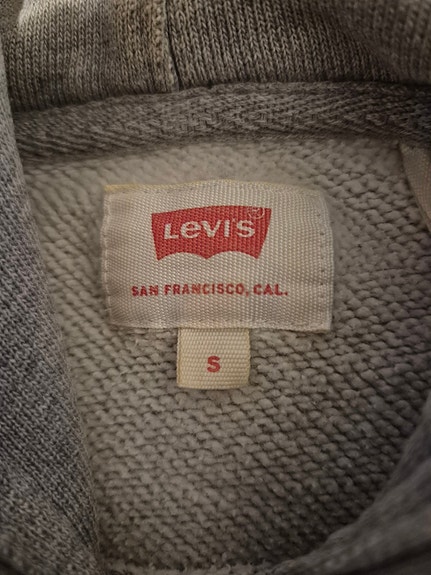 Levi's
SAN FRANCISCO, CAL.
S